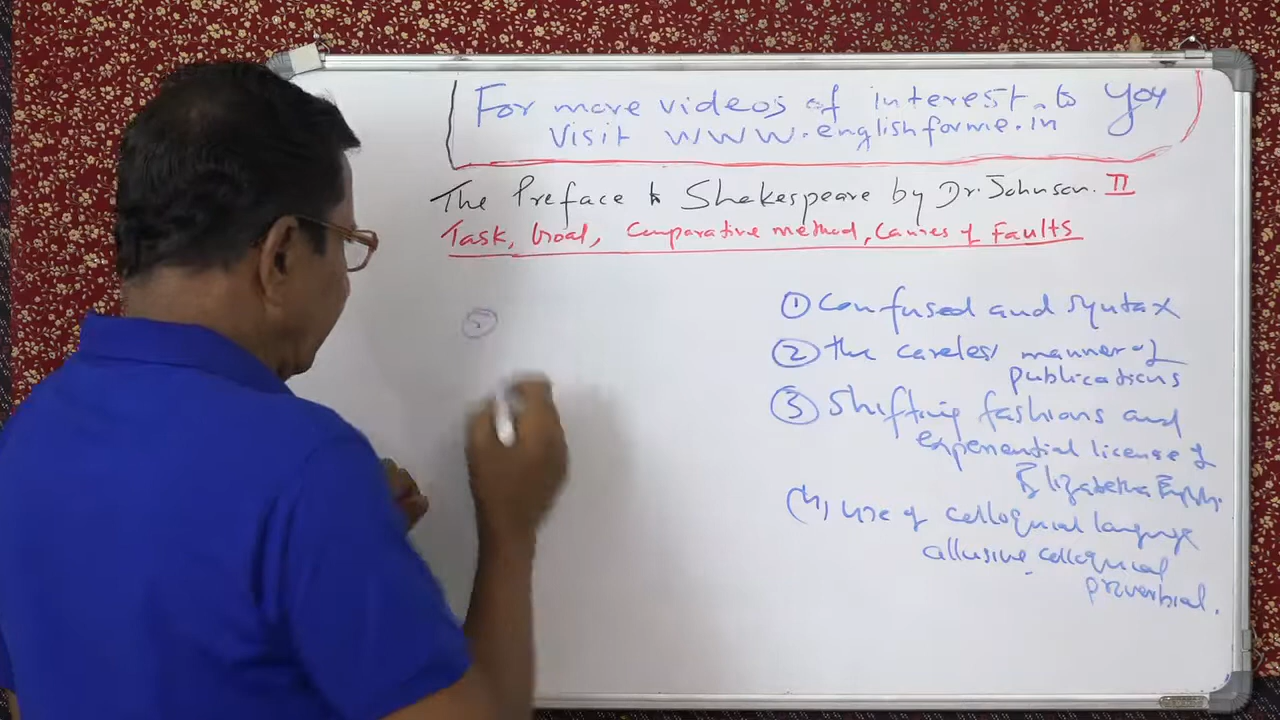 For more videos of interest to you
Visit www.englishforme.in
The Preface to Shakespeare by Dr. Johnson. II
Task, Goal, Comparative method, Causes of Faults
① Confused and syntax
② the careless manner of
publications
③ Shifting fashions and
experiential license of
Elizabethan
(4) use of colloquial language
allusive colloquial
proverbial.
⑤